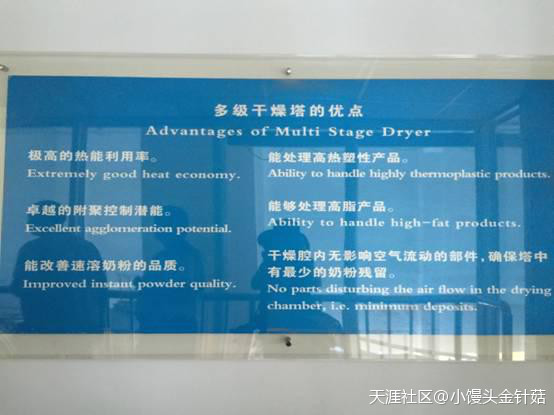 多级干燥塔的优点
Advantages of Multi Stage Dryer
极高的热能利用率。
Extremely good heat economy.
卓越的附聚控制潜能。
Excellent agglomeration potential.
能改善速溶奶粉的品质。
Improved instant powder quality.
能处理高热塑性产品。
Ability to handle highly thermoplastic products.
能够处理高脂产品。
Ability to handle high-fat products.
干燥腔内无影响空气流动的部件，确保塔中
有最少的奶粉残留。
No parts disturbing the air flow in the drying
chamber, i.e. minimum deposits.
天涯社区@小馒头金针菇